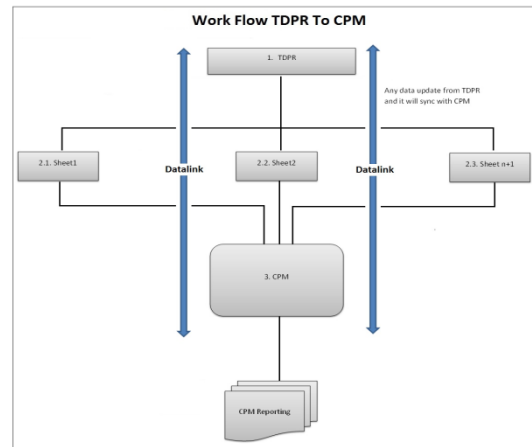 Work Flow TDPR To CPM
1. TDPR
Any data update from TDPR
and it will sync with CPM
2.1. Sheet1
2.2. Sheet2
2.3. Sheet n+1
Datalink
Datalink
3. CPM
CPM Reporting